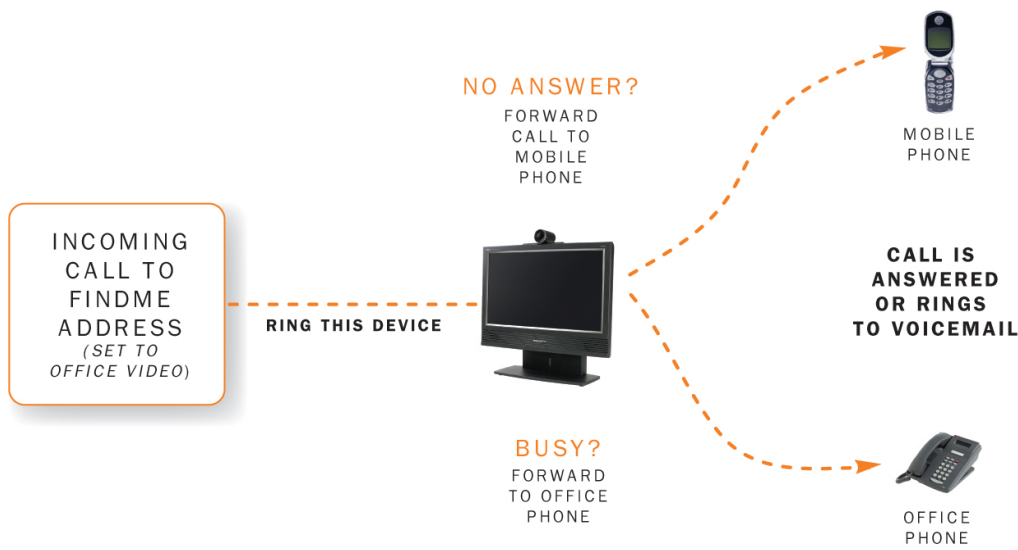 INCOMING
CALL TO
FINDME
ADDRESS
(SET TO
OFFICE VIDEO)
RING THIS DEVICE
NO ANSWER?
FORWARD
CALL TO
MOBILE
PHONE
BUSY?
FORWARD
TO OFFICE
PHONE
MOBILE
PHONE
CALL IS
ANSWERED
OR RINGS
TO VOICEMAIL
OFFICE
PHONE